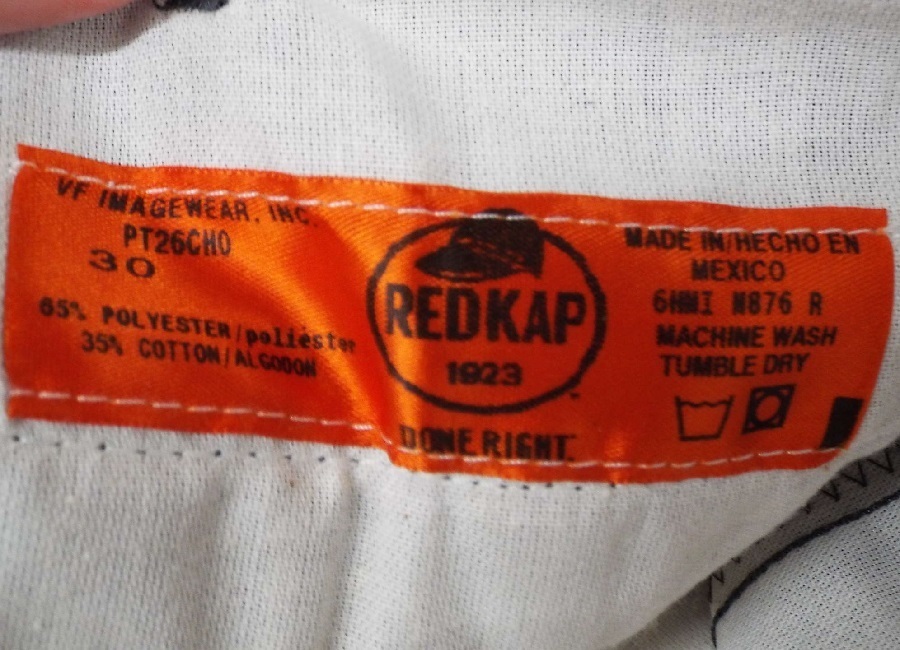 VF IMAGEWEAR, INC.
PT26CHO
30
65% POLYESTER/poliéster
35% COTTON/ALGODON
REDKAP
1923
DONE RIGHT.
MADE IN/HECHO EN
MEXICO
6HMI N876 R
MACHINE WASH
TUMBLE DRY